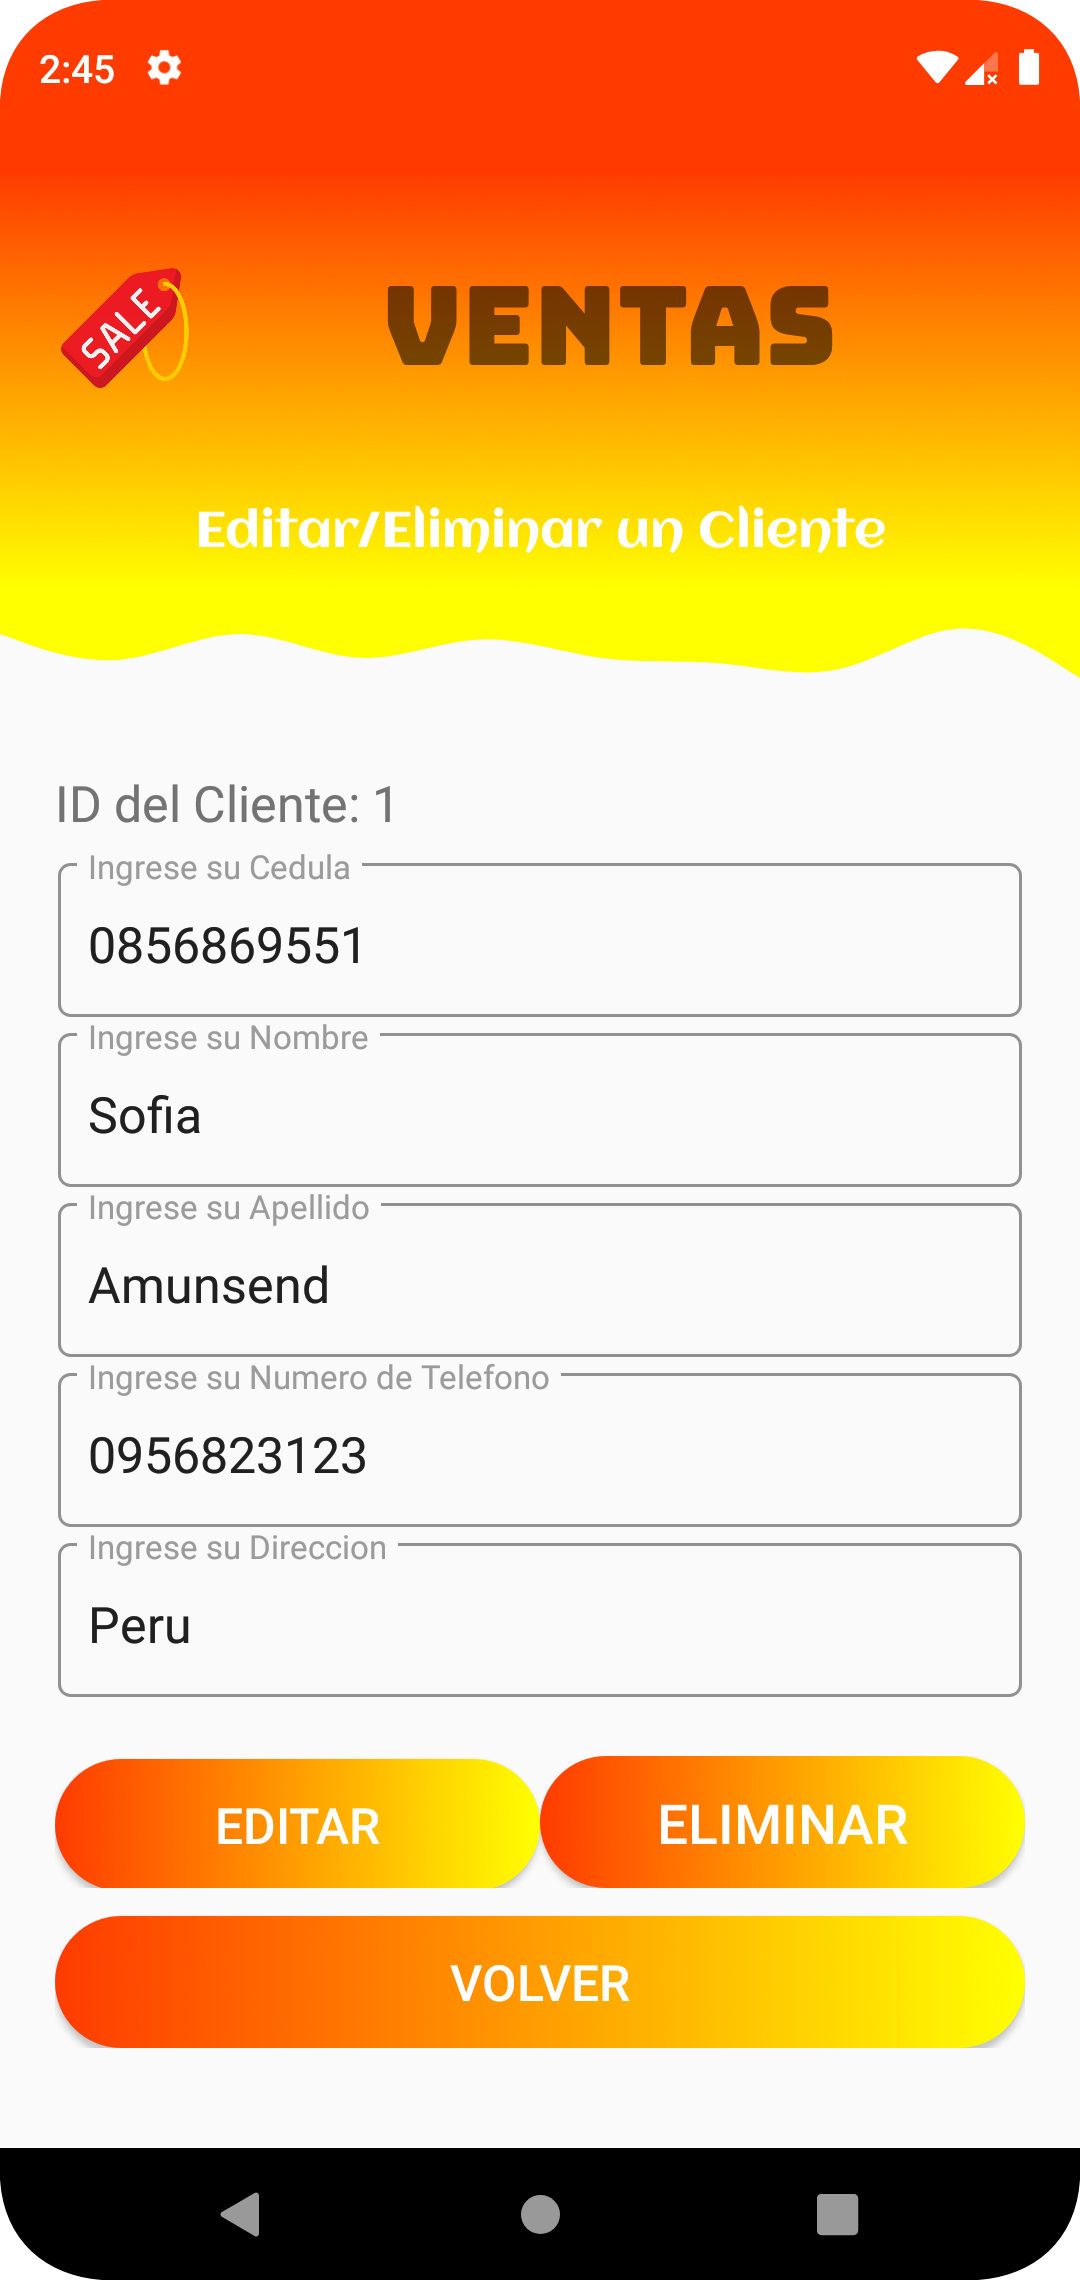 2:45
SALE
VENTAS
Editar/Eliminar un Cliente
ID del Cliente: 1
Ingrese su Cedula
0856869551
Ingrese su Nombre
Sofia
Ingrese su Apellido
Amunsend
Ingrese su Numero de Telefono
0956823123
Ingrese su Direccion
Peru
EDITAR
ELIMINAR
VOLVER